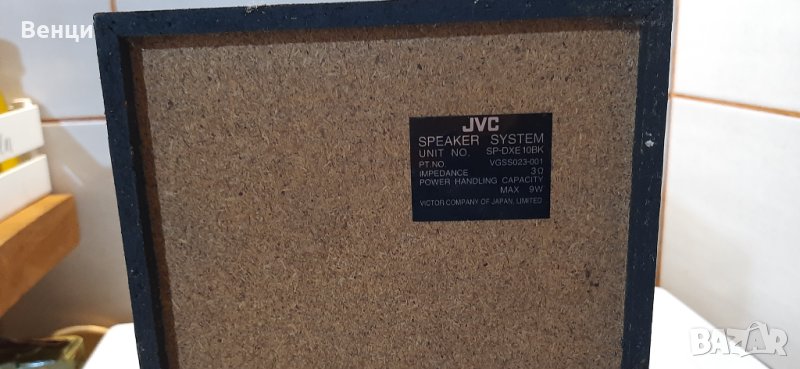 Венци
JVC
SPEAKER SYSTEM
UNIT NO. SP-DXE10BK
PT.NO. VGSS023-001
IMPEDANCE 3Ω
POWER HANDLING CAPACITY
MAX 9W
VICTOR COMPANY OF JAPAN, LIMITED
BAZAR